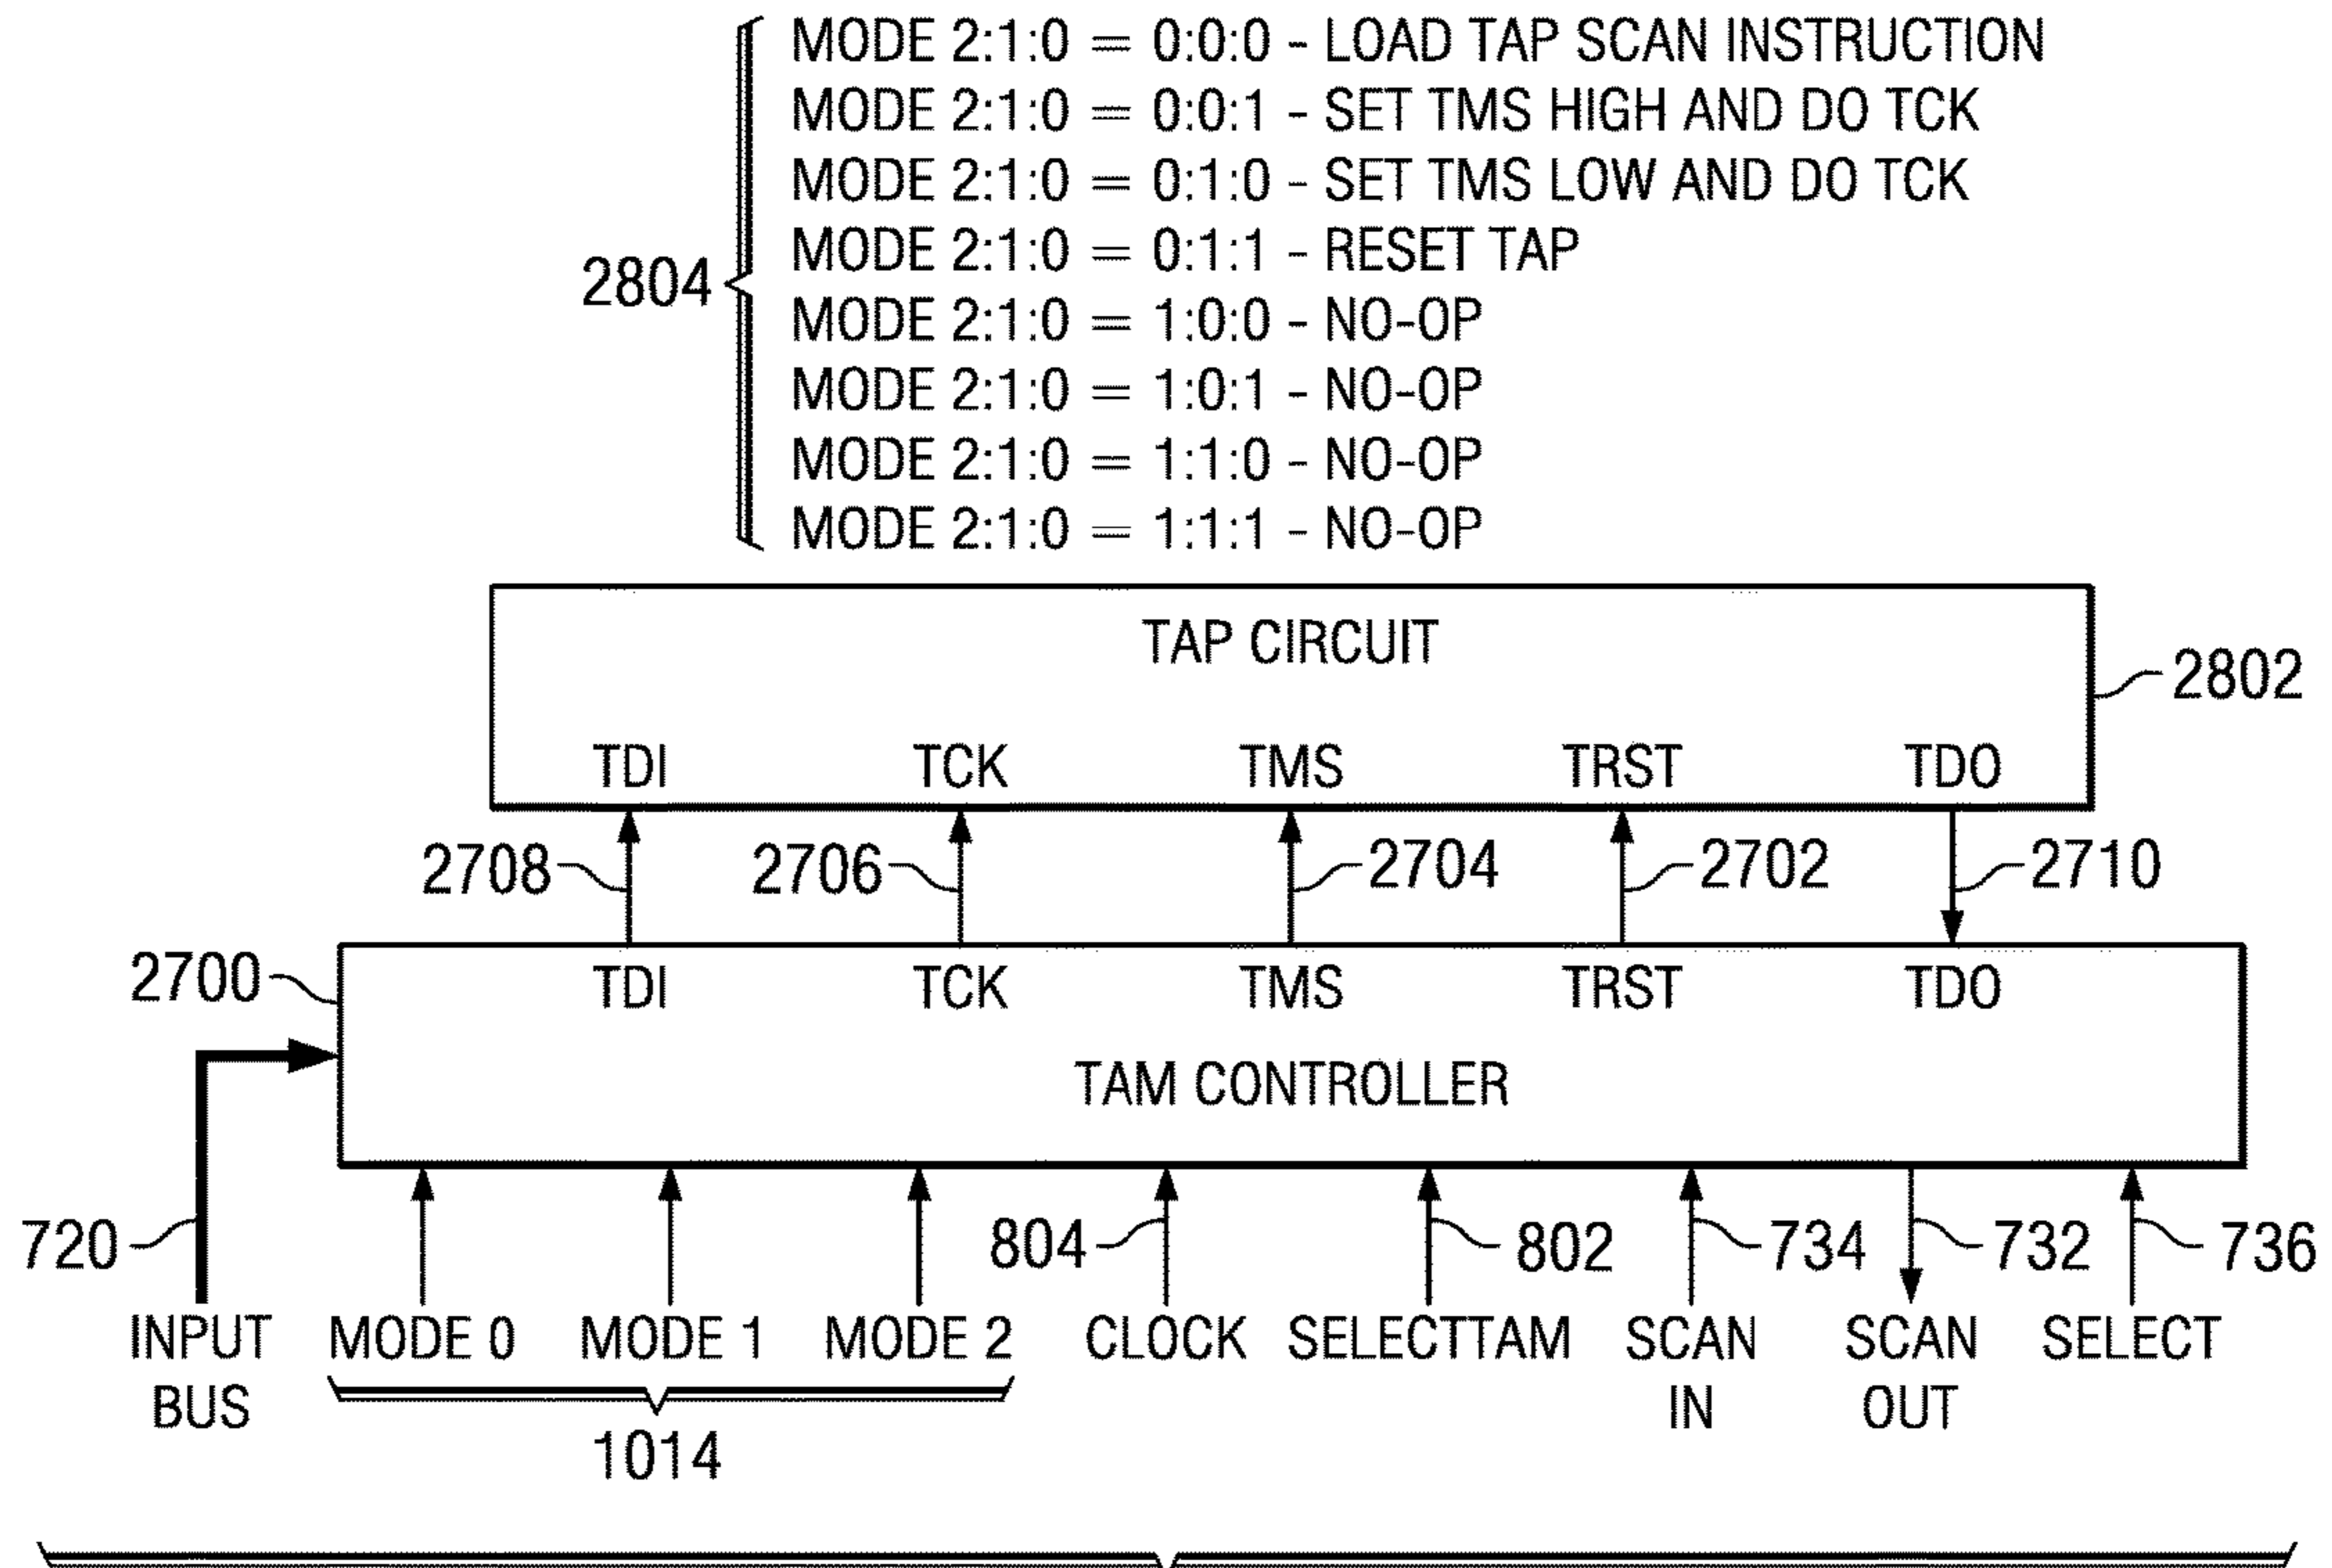 MODE 2:1:0 = 0:0:0 - LOAD TAP SCAN INSTRUCTION
MODE 2:1:0 = 0:0:1 - SET TMS HIGH AND DO TCK
MODE 2:1:0 = 0:1:0 - SET TMS LOW AND DO TCK
MODE 2:1:0 = 0:1:1 - RESET TAP
2804
MODE 2:1:0 = 1:0:0 - NO-OP
MODE 2:1:0 = 1:0:1 - NO-OP
MODE 2:1:0 = 1:1:0 - NO-OP
MODE 2:1:0 = 1:1:1 - NO-OP
TAP CIRCUIT
2802
TDI TCK TMS TRST TDO
2708 2706 2704 2702 2710
2700
TDI TCK TMS TRST TDO
TAM CONTROLLER
720 804 802 734 732 736
INPUT BUS MODE 0 MODE 1 MODE 2 CLOCK SELECTTAM SCAN IN SCAN OUT SELECT
1014